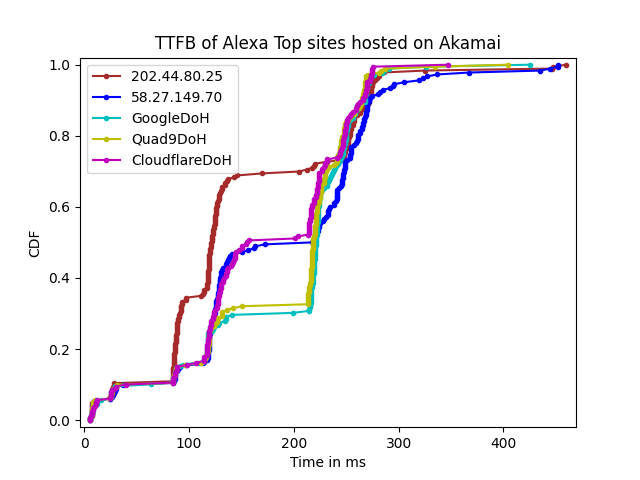 TTFB of Alexa Top sites hosted on Akamai
1.0
0.8
0.6
0.4
0.2
0.0
CDF
202.44.80.25
58.27.149.70
GoogleDoH
Quad9DoH
CloudflareDoH
0
100
200
300
400
Time in ms